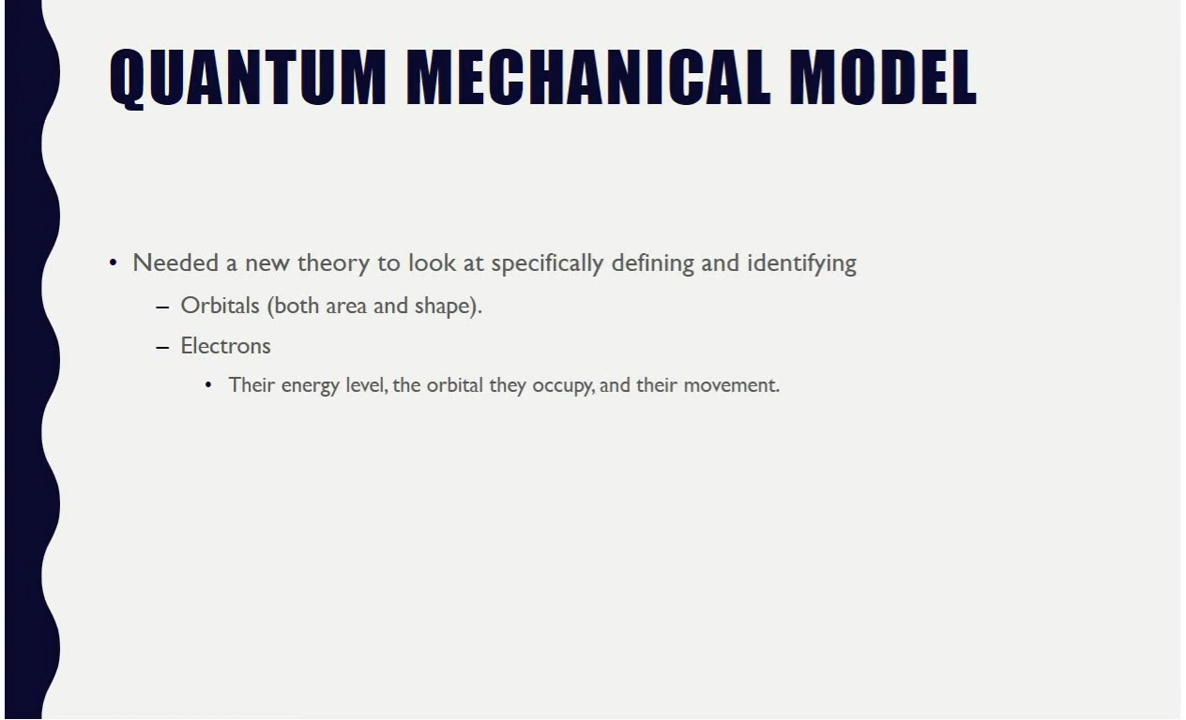 QUANTUM MECHANICAL MODEL
• Needed a new theory to look at specifically defining and identifying
– Orbitals (both area and shape).
– Electrons
• Their energy level, the orbital they occupy, and their movement.